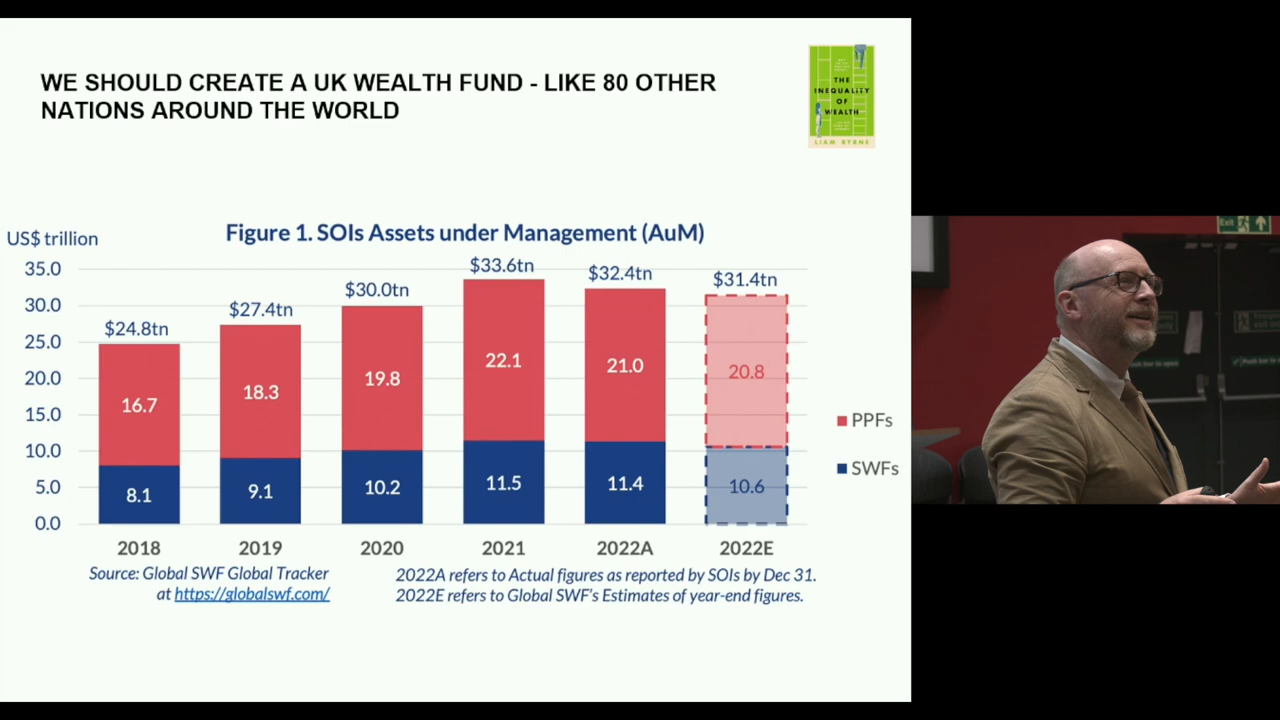 WE SHOULD CREATE A UK WEALTH FUND - LIKE 80 OTHER
NATIONS AROUND THE WORLD
THE
INEQUALITY
OF
WEALTH
LIAM BYRNE
US$ trillion
Figure 1. SOIs Assets under Management (AuM)
35.0
30.0
25.0
20.0
15.0
10.0
5.0
0.0
$24.8tn
$27.4tn
$30.0tn
$33.6tn
$32.4tn
$31.4tn
16.7
18.3
19.8
22.1
21.0
20.8
8.1
9.1
10.2
11.5
11.4
10.6
PPFs
SWFs
2018
2019
2020
2021
2022A
2022E
Source: Global SWF Global Tracker
at https://globalswf.com/
2022A refers to Actual figures as reported by SOIs by Dec 31.
2022E refers to Global SWF's Estimates of year-end figures.
Exit